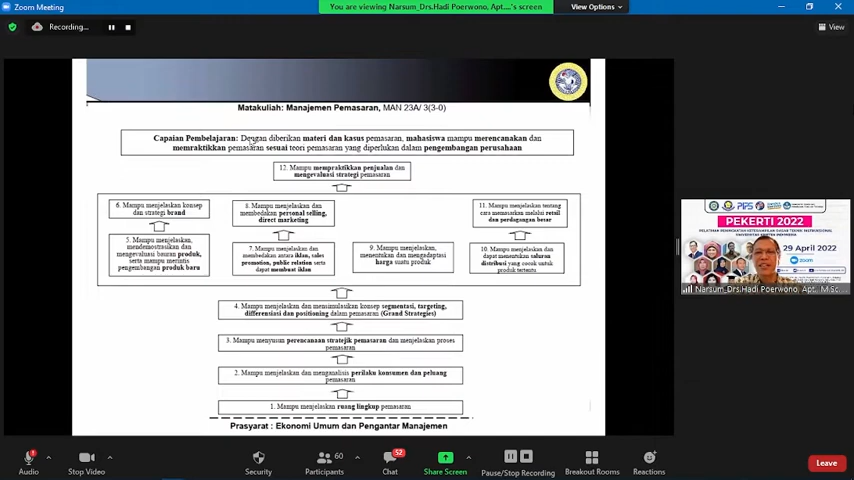 Zoom Meeting
You are viewing Narsum_Drs.Hadi Poerwono, Apt....'s screen
View Options
Recording...
View
Matakuliah: Manajemen Pemasaran, MAN 23A/ 3(3-0)
Capaian Pembelajaran: Dengan diberikan materi dan kasus pemasaran, mahasiswa mampu merencanakan dan
memraktikkan pemasaran sesuai teori pemasaran yang diperlukan dalam pengembangan perusahaan
12. Mampu mempraktikkan penjualan dan
mengevaluasi strategi pemasaran
6. Mampu menjelaskan konsep
dan strategi brand
8. Mampu menjelaskan dan
membedakan personal selling,
direct marketing
11. Mampu menjelaskan tentang
cara memasarkan melalui retail
dan perdagangan besar
5. Mampu menjelaskan,
mendemostrasikan dan
mengevaluasi bauran produk,
serta mampu merintis
pengembangan produk baru
7. Mampu menjelaskan dan
membedakan antara iklan, sales
promotion, public relation serta
dapat membuat iklan
9. Mampu menjelaskan,
menentukan dan mengadaptasi
harga suatu produk
10. Mampu menjelaskan dan
dapat menentukan saluran
distribusi yang cocok untuk
produk tertentu
4. Mampu menjelaskan dan mensimulasikan konsep segmentasi, targeting,
differensiasi dan positioning dalam pemasaran (Grand Strategies)
3. Mampu menyusun perencanaan stratejik pemasaran dan menjelaskan proses
pemasaran
2. Mampu menjelaskan dan menganalisis perilaku konsumen dan peluang
pemasaran
1. Mampu menjelaskan ruang lingkup pemasaran
Prasyarat : Ekonomi Umum dan Pengantar Manajemen
PEKERTI 2022
29 April 2022
zoom
Narsum_Drs.Hadi Poerwono, Apt., M.Sc...
60
52
Audio
Stop Video
Security
Participants
Chat
Share Screen
Pause/Stop Recording
Breakout Rooms
Reactions
Leave